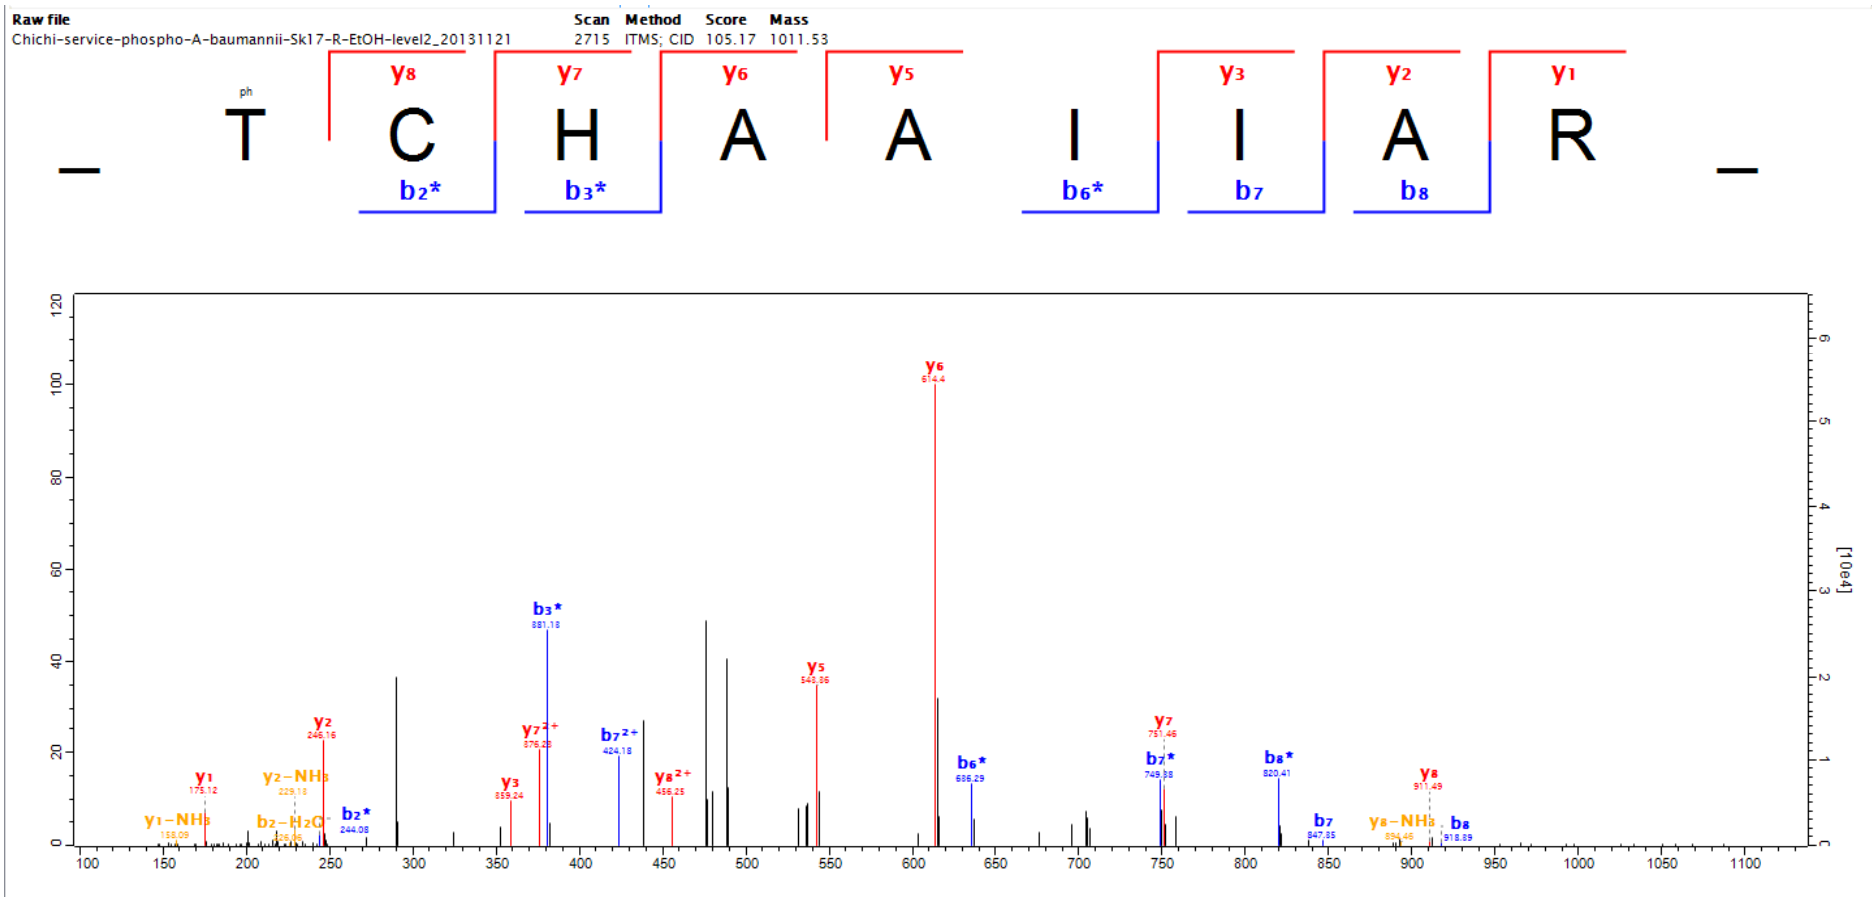 Raw file Scan Method Score Mass
Chichi-service-phospho-A-baumannii-Sk17-R-EtOH-level2_20131121 2715 ITMS; CID 105.17 1011.53
y8 y7 y6 y5 y3 y2 y1
ph
_ T C H A A I I A R _
b2* b3* b6* b7 b8
120
100
80
60
40
20
0
6
5
4
3
2
1
0
[10e4]
y6
614.4
b3*
381.18
y5
543.36
y2
246.16
y7²⁺
376.23
b7²⁺
424.18
y7
751.46
y1
175.12
y2-NH3
229.18
y3
359.24
y8²⁺
456.25
b6*
636.29
b7*
749.38
b8*
820.41
y8
911.49
y1-NH3
158.09
b2-H2O
226.06
b2*
244.08
b7
847.35
y8-NH3
894.46
b8
918.39
100 150 200 250 300 350 400 450 500 550 600 650 700 750 800 850 900 950 1000 1050 1100